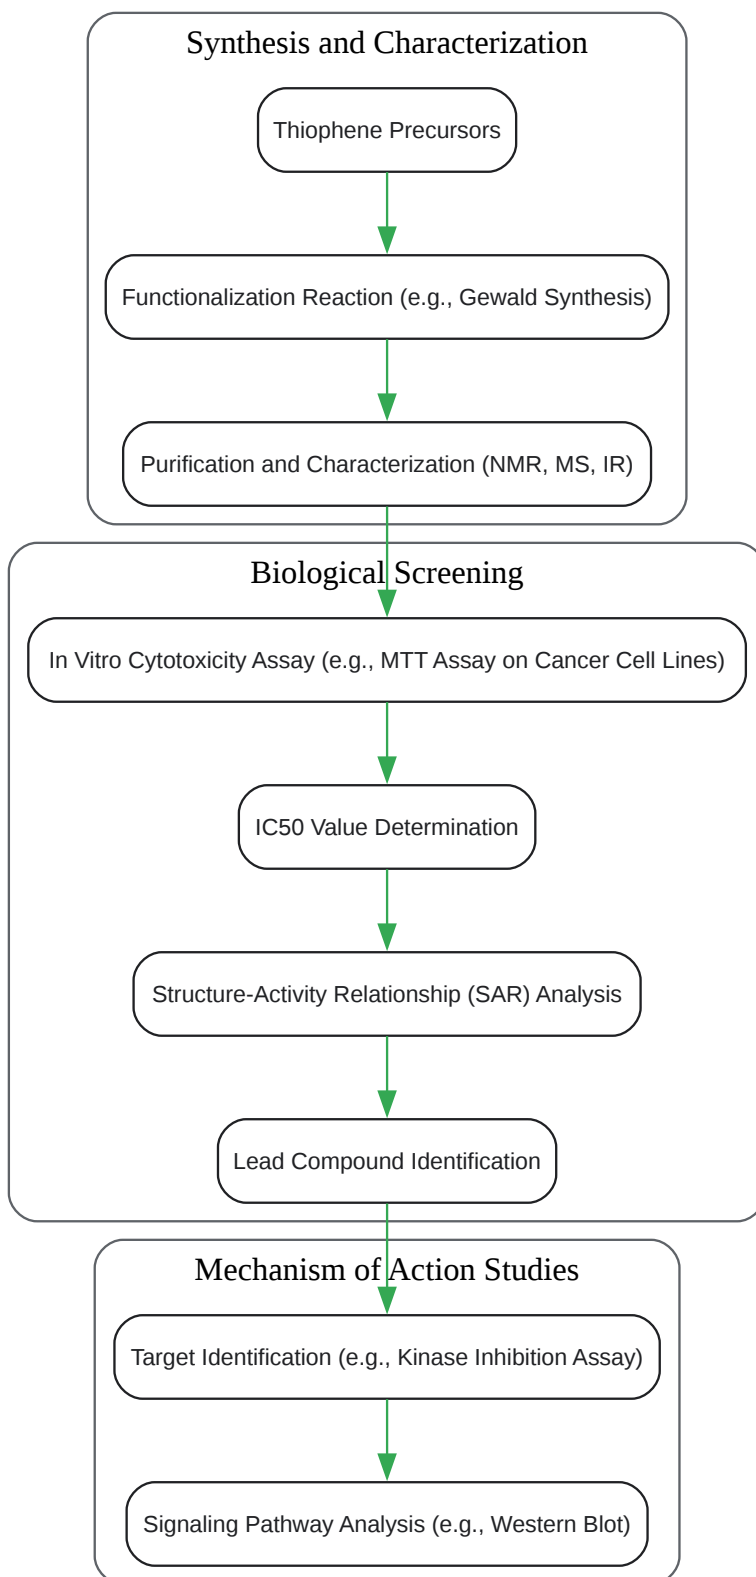 Synthesis and Characterization
Thiophene Precursors
Functionalization Reaction (e.g., Gewald Synthesis)
Purification and Characterization (NMR, MS, IR)
Biological Screening
In Vitro Cytotoxicity Assay (e.g., MTT Assay on Cancer Cell Lines)
IC50 Value Determination
Structure-Activity Relationship (SAR) Analysis
Lead Compound Identification
Mechanism of Action Studies
Target Identification (e.g., Kinase Inhibition Assay)
Signaling Pathway Analysis (e.g., Western Blot)